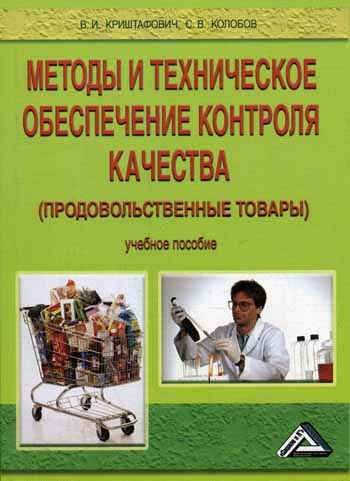 В. И. КРИШТАФОВИЧ, С. В. КОЛОБОВ
МЕТОДЫ И ТЕХНИЧЕСКОЕ
ОБЕСПЕЧЕНИЕ КОНТРОЛЯ
КАЧЕСТВА
(ПРОДОВОЛЬСТВЕННЫЕ ТОВАРЫ)
учебное пособие